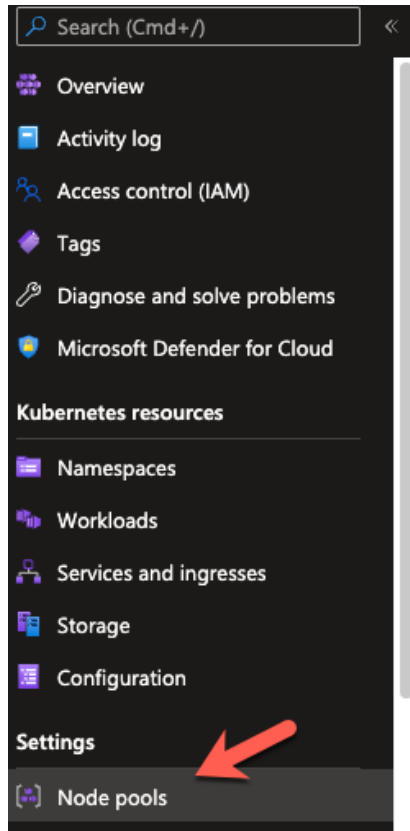 Search (Cmd+/)
Overview
Activity log
Access control (IAM)
Tags
Diagnose and solve problems
Microsoft Defender for Cloud
Kubernetes resources
Namespaces
Workloads
Services and ingresses
Storage
Configuration
Settings
Node pools